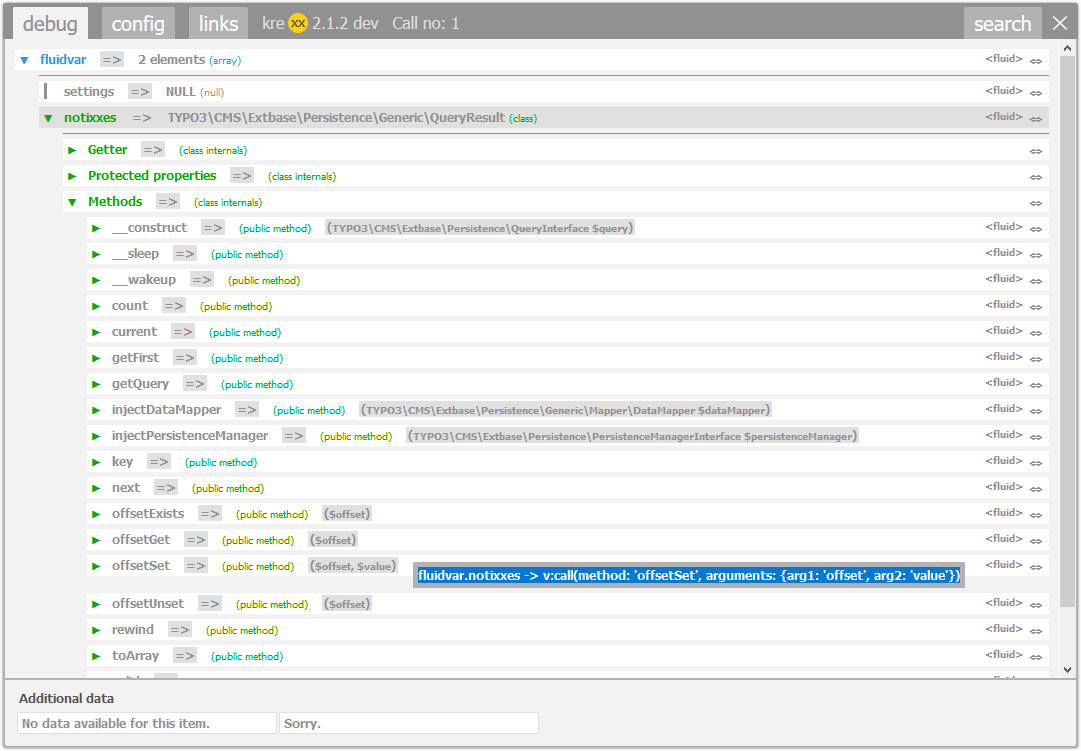 debug config links kre xx 2.1.2 dev Call no: 1 search
fluidvar => 2 elements (array) <fluid>
settings => NULL (null) <fluid>
notixxes => TYPO3\CMS\Extbase\Persistence\Generic\QueryResult (class) <fluid>
Getter => (class internals)
Protected properties => (class internals)
Methods => (class internals)
__construct => (public method) (TYPO3\CMS\Extbase\Persistence\QueryInterface $query) <fluid>
__sleep => (public method) <fluid>
__wakeup => (public method) <fluid>
count => (public method) <fluid>
current => (public method) <fluid>
getFirst => (public method) <fluid>
getQuery => (public method) <fluid>
injectDataMapper => (public method) (TYPO3\CMS\Extbase\Persistence\Generic\Mapper\DataMapper $dataMapper) <fluid>
injectPersistenceManager => (public method) (TYPO3\CMS\Extbase\Persistence\PersistenceManagerInterface $persistenceManager) <fluid>
key => (public method) <fluid>
next => (public method) <fluid>
offsetExists => (public method) ($offset) <fluid>
offsetGet => (public method) ($offset) <fluid>
offsetSet => (public method) ($offset, $value) <fluid>
fluidvar.notixxes -> v:call(method: 'offsetSet', arguments: {arg1: 'offset', arg2: 'value'})
offsetUnset => (public method) ($offset) <fluid>
rewind => (public method) <fluid>
toArray => (public method) <fluid>
Additional data
No data available for this item. Sorry.